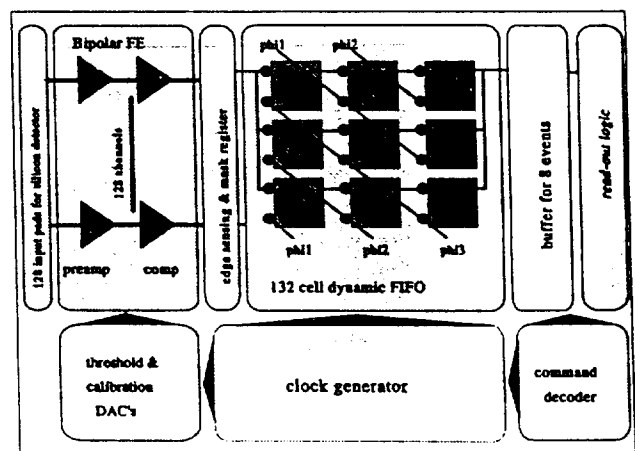 128 input pads for silicon detector
Bipolar FE
128 channels
preamp
comp
edge sensing & mask register
phi1
phi2
phi1
phi2
phi3
132 cell dynamic FIFO
buffer for 8 events
read-out logic
threshold &
calibration
DAC's
clock generator
command
decoder